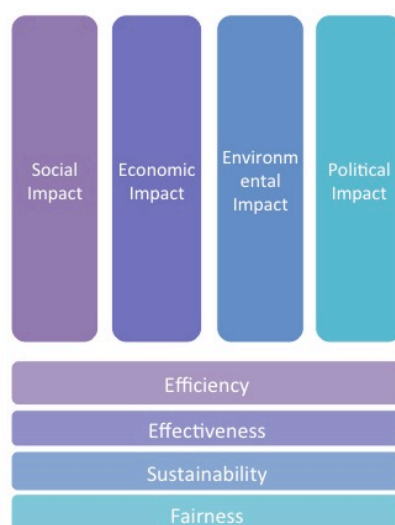 Social
Impact
Economic
Impact
Environm
ental
Impact
Political
Impact
Efficiency
Effectiveness
Sustainability
Fairness